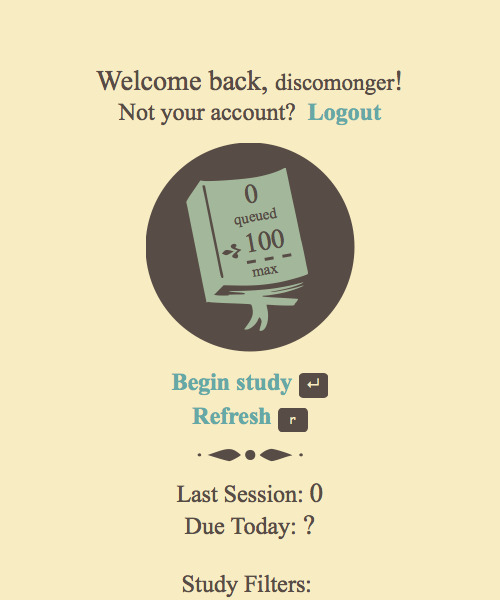 Welcome back, discomonger!
Not your account? Logout
0
queued
100
max
Begin study ↵
Refresh r
Last Session: 0
Due Today: ?
Study Filters: